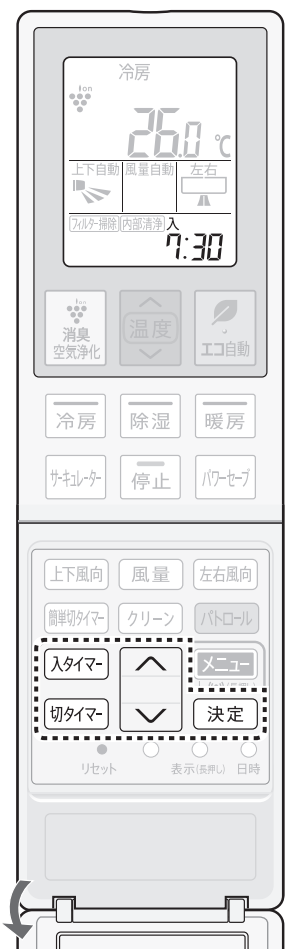 冷房
ion
26.0 ℃
上下自動 風量自動 左右
フィルター掃除 内部清浄 入
7:30
ion
消臭
空気浄化
温度
エコ自動
冷房 除湿 暖房
サーキュレーター 停止 パワーセーブ
上下風向 風量 左右風向
簡単切タイマー クリーン パトロール
入タイマー メニュー
切タイマー 決定
リセット 表示(長押し) 日時